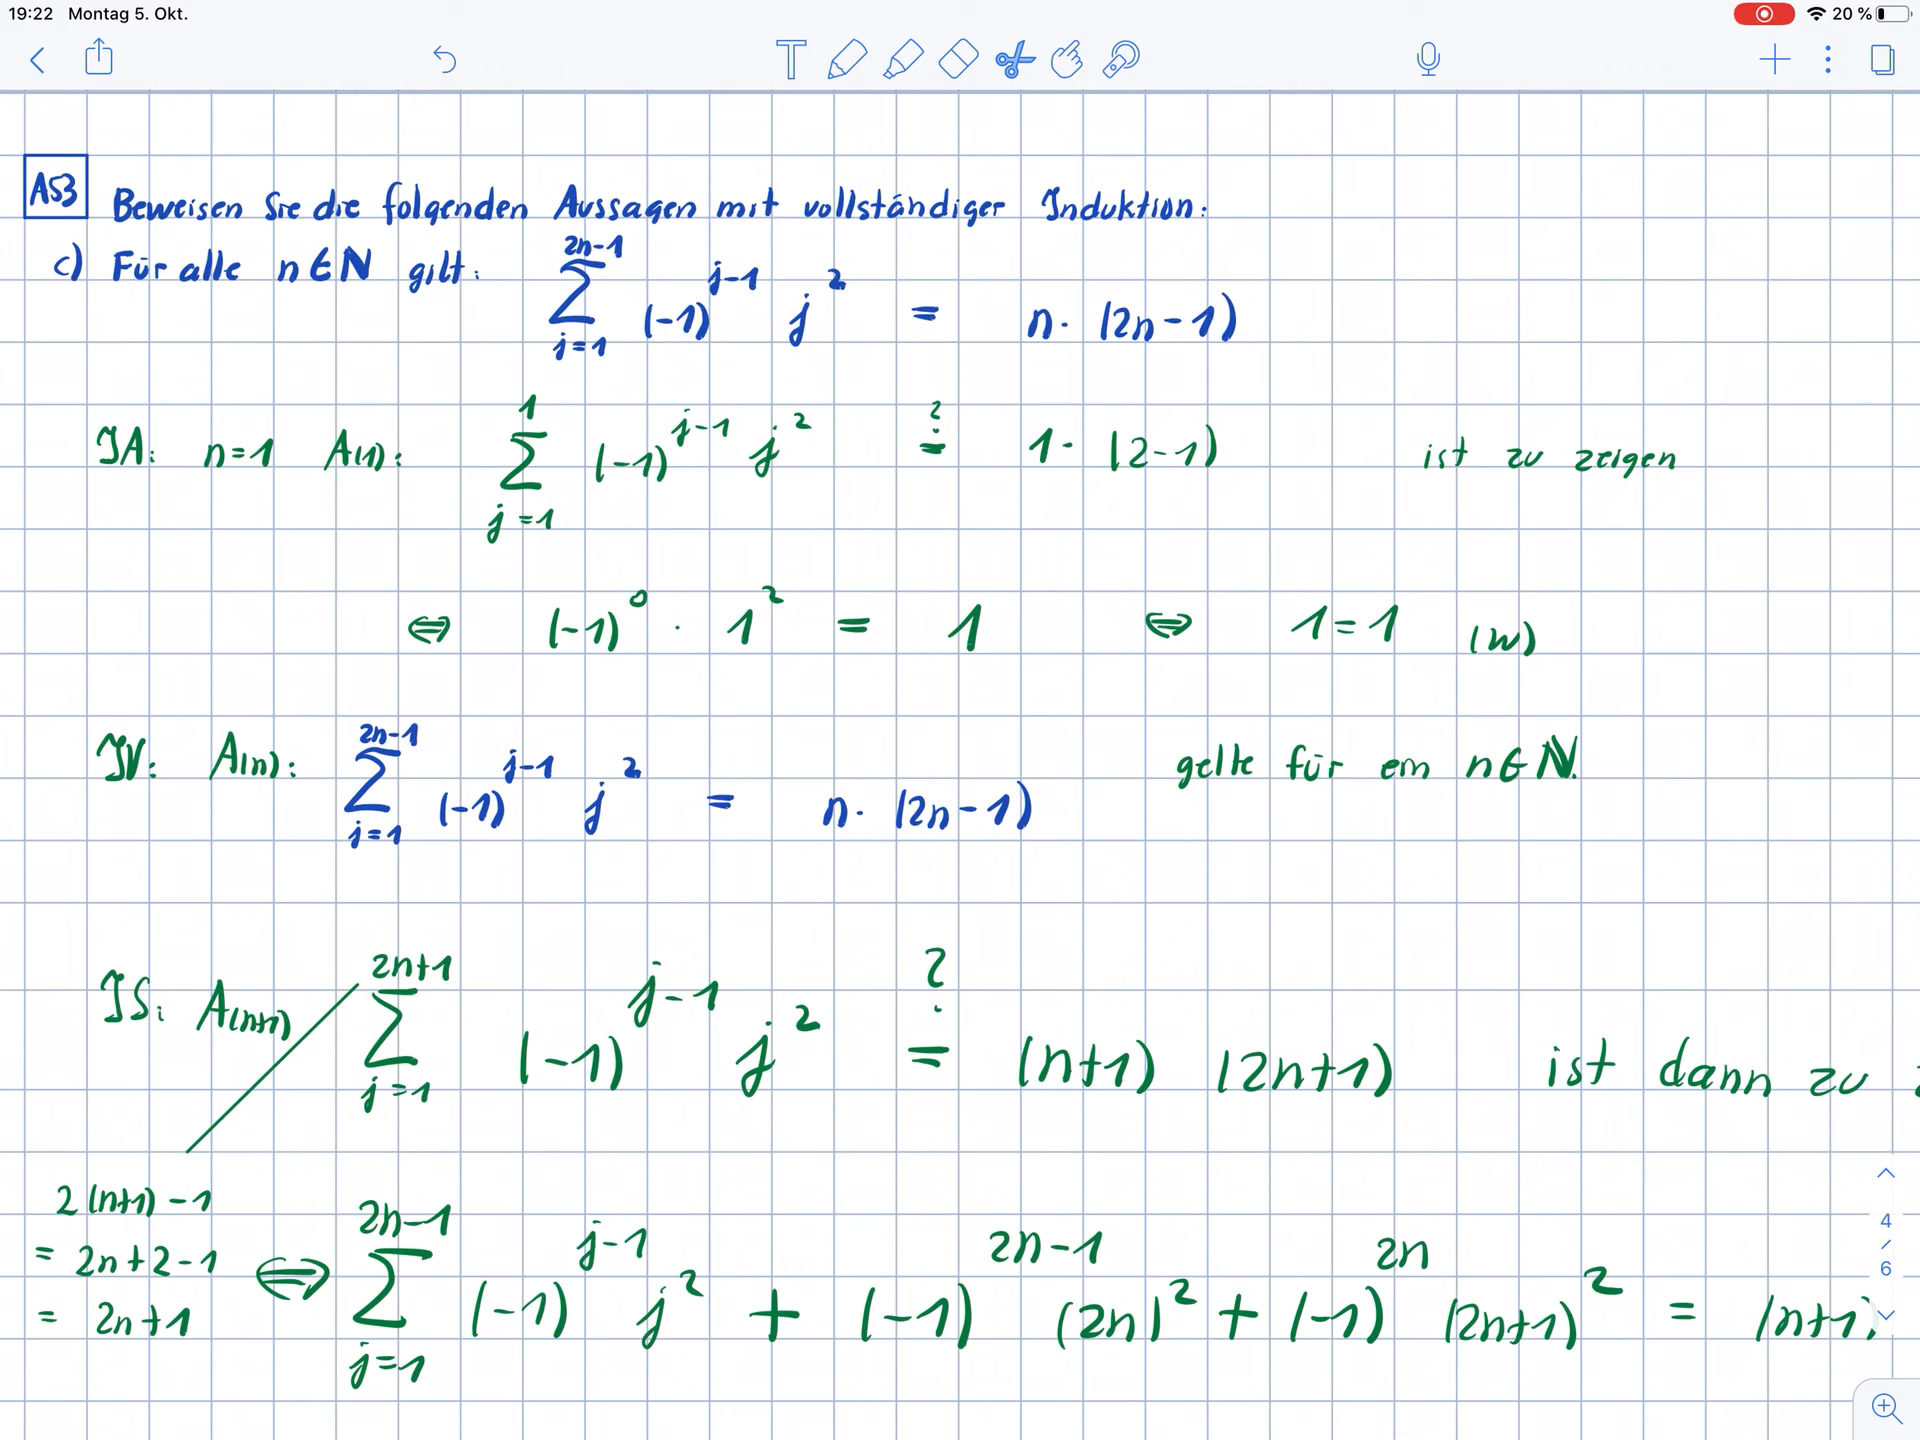 19:22 Montag 5. Okt. 20 %
A53 Beweisen Sie die folgenden Aussagen mit vollständiger Induktion:
c) Für alle n∈ℕ gilt: ∑_{j=1}^{2n-1} (-1)^{j-1} j^2 = n · (2n-1)
IA: n=1 A(1): ∑_{j=1}^{1} (-1)^{j-1} j^2 ≟ 1 · (2-1) ist zu zeigen
⇔ (-1)^0 · 1^2 = 1 ⇔ 1=1 (w)
IV: A(n): ∑_{j=1}^{2n-1} (-1)^{j-1} j^2 = n · (2n-1) gelte für ein n∈ℕ.
IS: A(n+1) ∑_{j=1}^{2n+1} (-1)^{j-1} j^2 ≟ (n+1) (2n+1) ist dann zu
2(n+1)-1
= 2n+2-1
= 2n+1
⇔ ∑_{j=1}^{2n-1} (-1)^{j-1} j^2 + (-1)^{2n-1} (2n)^2 + (-1)^{2n} (2n+1)^2 = (n+1)
4
/
6